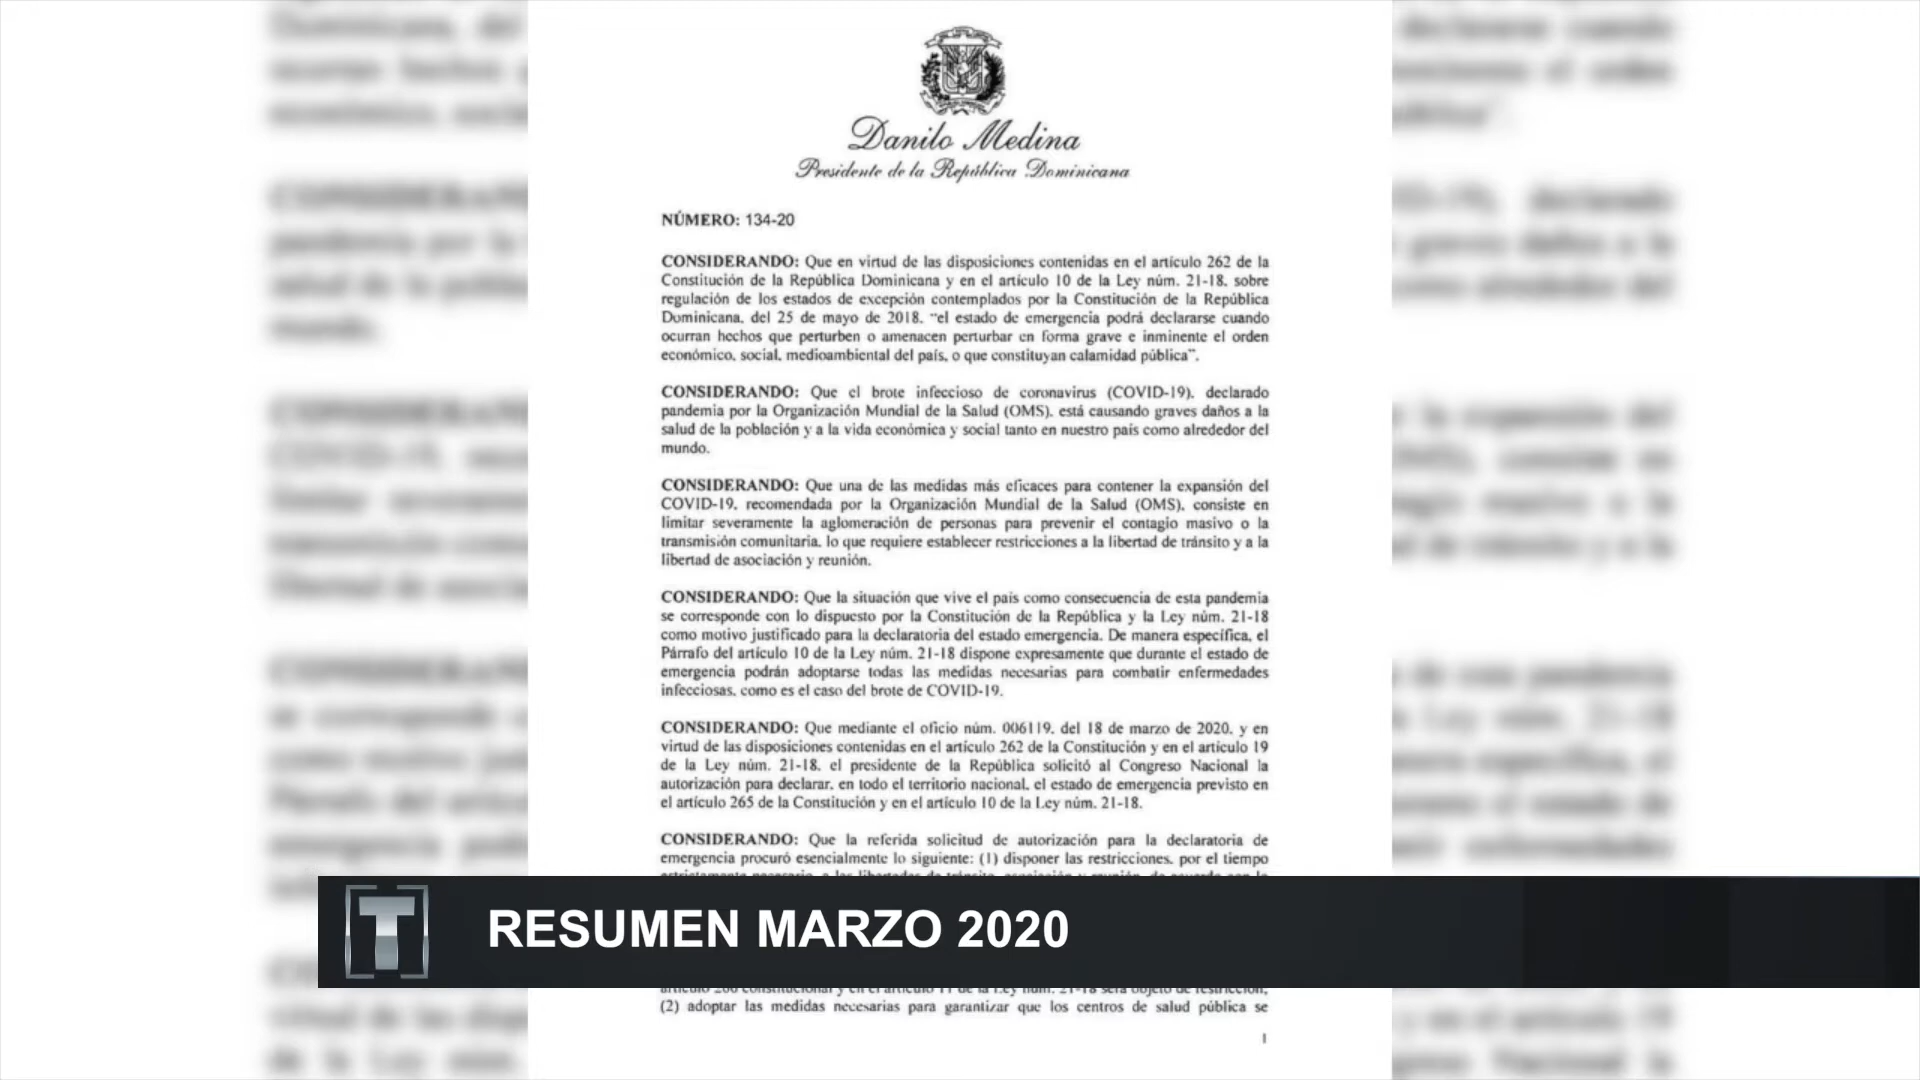 Danilo Medina
Presidente de la República Dominicana
NÚMERO: 134-20
CONSIDERANDO: Que en virtud de las disposiciones contenidas en el artículo 262 de la
Constitución de la República Dominicana y en el artículo 10 de la Ley núm. 21-18, sobre
regulación de los estados de excepción contemplados por la Constitución de la República
Dominicana, del 25 de mayo de 2018, "el estado de emergencia podrá declararse cuando
ocurran hechos que perturben o amenacen perturbar en forma grave e inminente el orden
económico, social, medioambiental del país, o que constituyan calamidad pública".
CONSIDERANDO: Que el brote infeccioso de coronavirus (COVID-19), declarado
pandemia por la Organización Mundial de la Salud (OMS), está causando graves daños a la
salud de la población y a la vida económica y social tanto en nuestro país como alrededor del
mundo.
CONSIDERANDO: Que una de las medidas más eficaces para contener la expansión del
COVID-19, recomendada por la Organización Mundial de la Salud (OMS), consiste en
limitar severamente la aglomeración de personas para prevenir el contagio masivo o la
transmisión comunitaria, lo que requiere establecer restricciones a la libertad de tránsito y a la
libertad de asociación y reunión.
CONSIDERANDO: Que la situación que vive el país como consecuencia de esta pandemia
se corresponde con lo dispuesto por la Constitución de la República y la Ley núm. 21-18
como motivo justificado para la declaratoria del estado emergencia. De manera específica, el
Párrafo del artículo 10 de la Ley núm. 21-18 dispone expresamente que durante el estado de
emergencia podrán adoptarse todas las medidas necesarias para combatir enfermedades
infecciosas, como es el caso del brote de COVID-19.
CONSIDERANDO: Que mediante el oficio núm. 006119, del 18 de marzo de 2020, y en
virtud de las disposiciones contenidas en el artículo 262 de la Constitución y en el artículo 19
de la Ley núm. 21-18, el presidente de la República solicitó al Congreso Nacional la
autorización para declarar, en todo el territorio nacional, el estado de emergencia previsto en
el artículo 265 de la Constitución y en el artículo 10 de la Ley núm. 21-18.
CONSIDERANDO: Que la referida solicitud de autorización para la declaratoria de
emergencia procuró esencialmente lo siguiente: (1) disponer las restricciones, por el tiempo
T RESUMEN MARZO 2020
(2) adoptar las medidas necesarias para garantizar que los centros de salud pública se
1